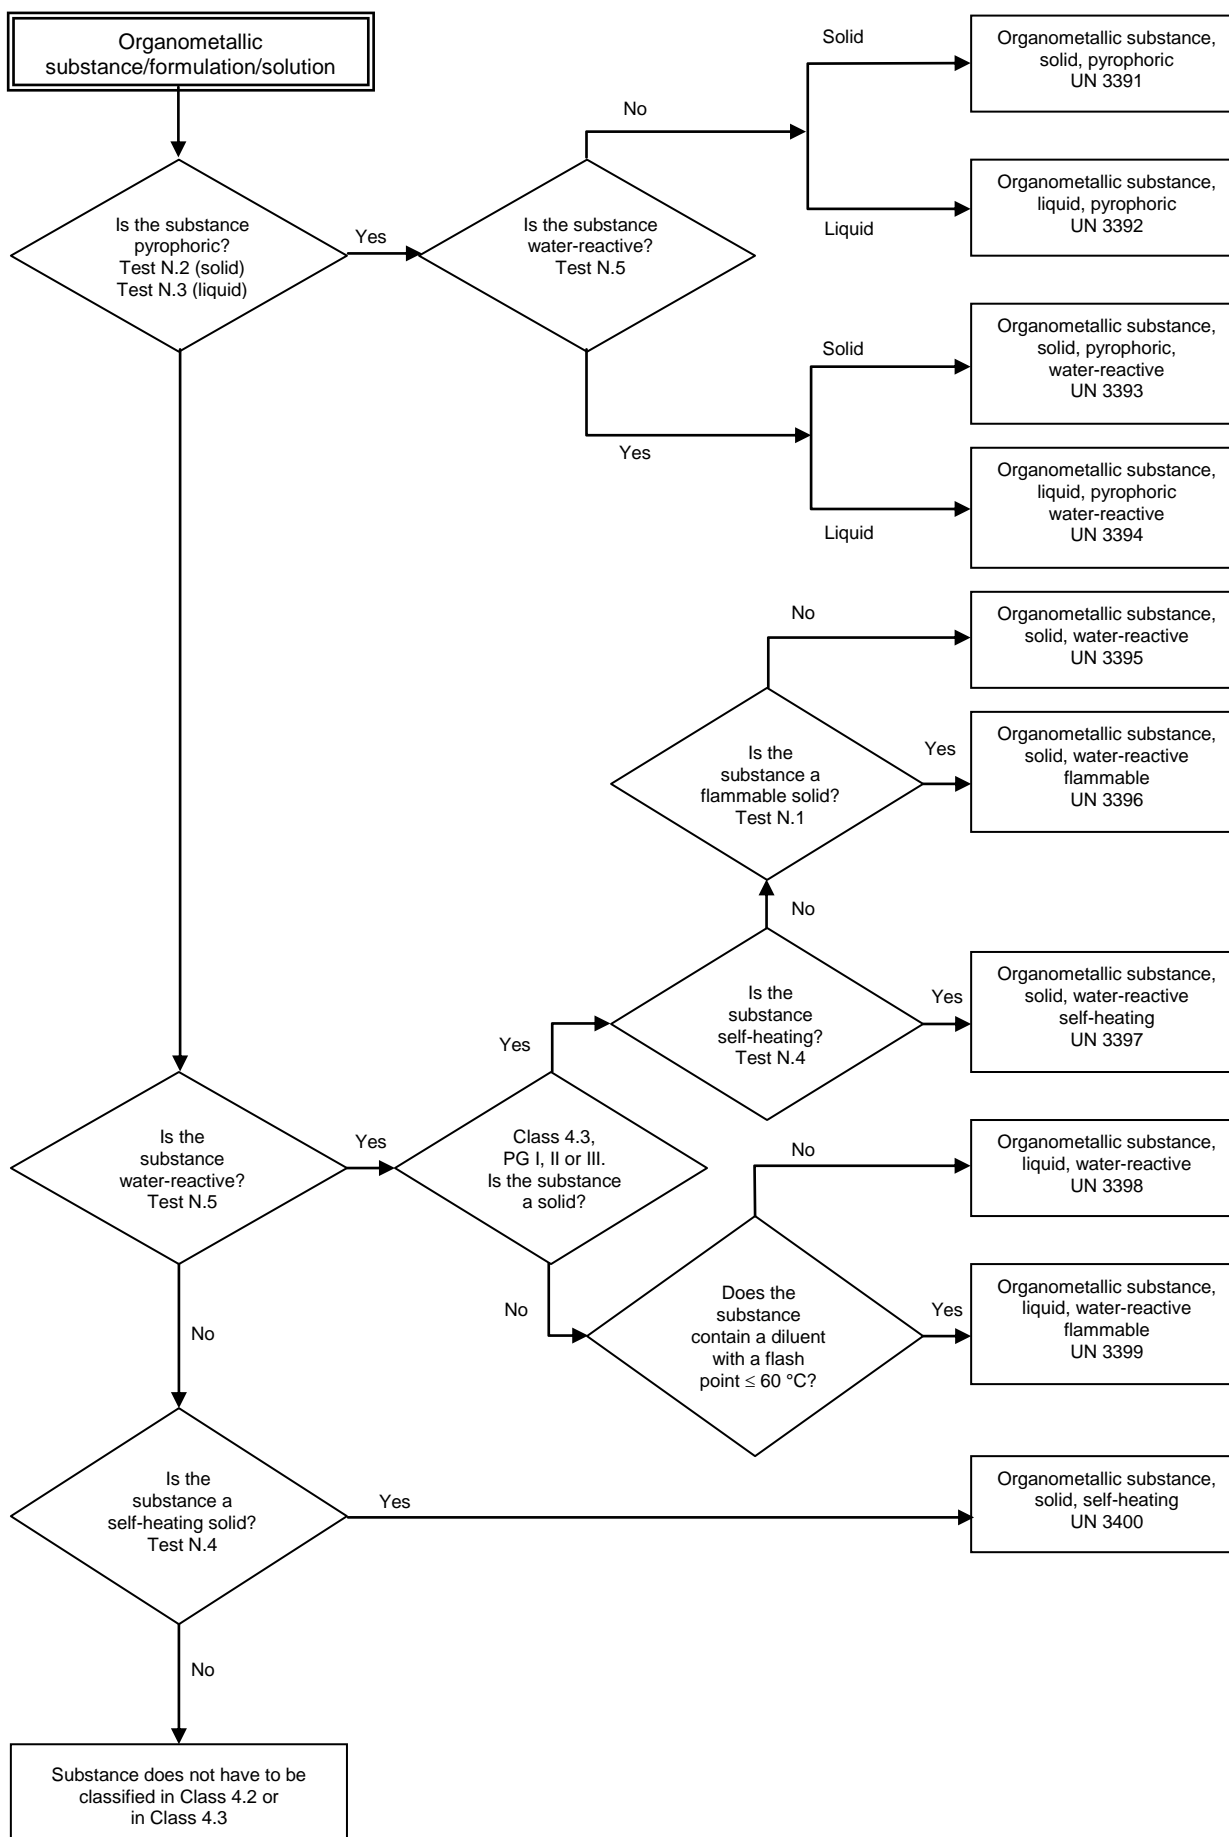 Organometallic
substance/formulation/solution
Solid
Organometallic substance,
solid, pyrophoric
UN 3391
No
Is the substance
pyrophoric?
Test N.2 (solid)
Test N.3 (liquid)
Yes
Is the substance
water-reactive?
Test N.5
Liquid
Organometallic substance,
liquid, pyrophoric
UN 3392
Solid
Organometallic substance,
solid, pyrophoric,
water-reactive
UN 3393
Yes
Liquid
Organometallic substance,
liquid, pyrophoric
water-reactive
UN 3394
No
Organometallic substance,
solid, water-reactive
UN 3395
Is the
substance a
flammable solid?
Test N.1
Yes
Organometallic substance,
solid, water-reactive
flammable
UN 3396
No
Is the
substance
self-heating?
Test N.4
Yes
Organometallic substance,
solid, water-reactive
self-heating
UN 3397
Yes
Is the
substance
water-reactive?
Test N.5
Yes
Class 4.3,
PG I, II or III.
Is the substance
a solid?
No
Organometallic substance,
liquid, water-reactive
UN 3398
No
Does the
substance
contain a diluent
with a flash
point ≤ 60 °C?
Yes
Organometallic substance,
liquid, water-reactive
flammable
UN 3399
No
Is the
substance a
self-heating solid?
Test N.4
Yes
Organometallic substance,
solid, self-heating
UN 3400
No
Substance does not have to be
classified in Class 4.2 or
in Class 4.3